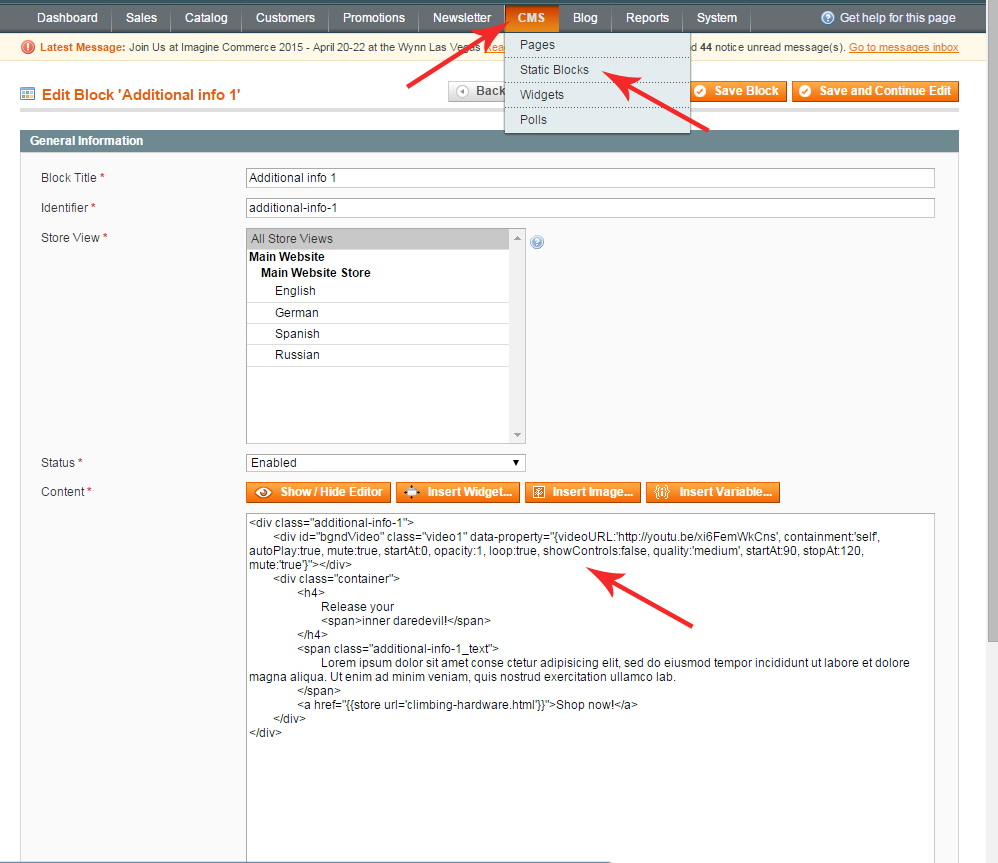 Dashboard Sales Catalog Customers Promotions Newsletter CMS Blog Reports System Get help for this page
Latest Message: Join Us at Imagine Commerce 2015 - April 20-22 at the Wynn Las Vegas 44 notice unread message(s). Go to messages inbox
Pages
Static Blocks
Widgets
Polls
Edit Block 'Additional info 1'
Back Save Block Save and Continue Edit
General Information
Block Title * Additional info 1
Identifier * additional-info-1
Store View * All Store Views
Main Website
Main Website Store
English
German
Spanish
Russian
Status * Enabled
Content * Show / Hide Editor Insert Widget... Insert Image... Insert Variable...
<div class="additional-info-1">
<div id="bgndVideo" class="video1" data-property="{videoURL:'http://youtu.be/xi6FemWkCns', containment:'self',
autoPlay:true, mute:true, startAt:0, opacity:1, loop:true, showControls:false, quality:'medium', startAt:90, stopAt:120,
mute:'true'}"></div>
<div class="container">
<h4>
Release your
<span>inner daredevil!</span>
</h4>
<span class="additional-info-1_text">
Lorem ipsum dolor sit amet conse ctetur adipisicing elit, sed do eiusmod tempor incididunt ut labore et dolore
magna aliqua. Ut enim ad minim veniam, quis nostrud exercitation ullamco lab.
</span>
<a href="{{store url='climbing-hardware.html'}}">Shop now!</a>
</div>
</div>